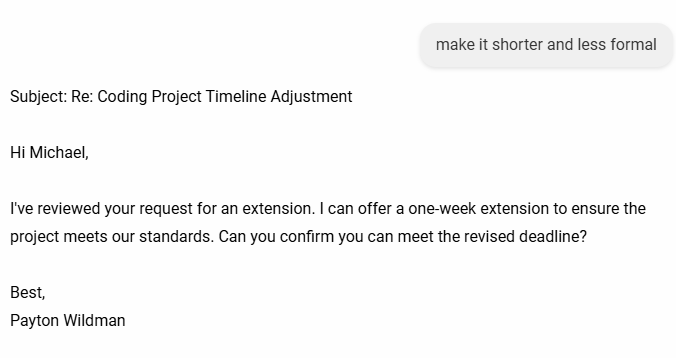 make it shorter and less formal
Subject: Re: Coding Project Timeline Adjustment
Hi Michael,
I've reviewed your request for an extension. I can offer a one-week extension to ensure the
project meets our standards. Can you confirm you can meet the revised deadline?
Best,
Payton Wildman